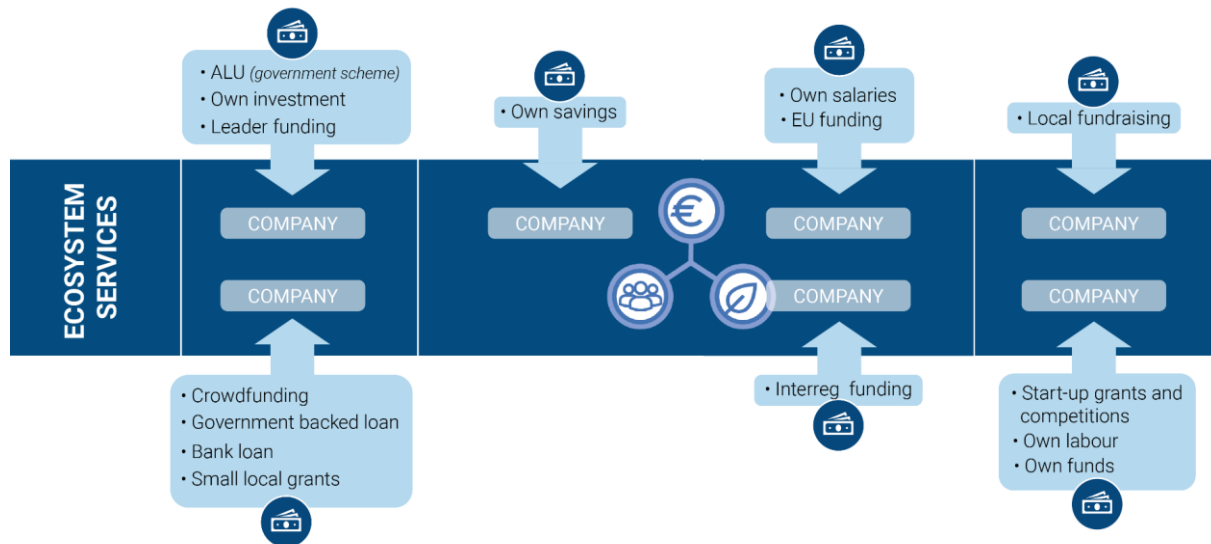 • ALU (government scheme)
• Own investment
• Leader funding
• Own savings
• Own salaries
• EU funding
• Local fundraising
ECOSYSTEM
SERVICES
COMPANY
COMPANY
COMPANY
COMPANY
€
COMPANY
COMPANY
COMPANY
• Crowdfunding
• Government backed loan
• Bank loan
• Small local grants
• Interreg funding
• Start-up grants and
competitions
• Own labour
• Own funds